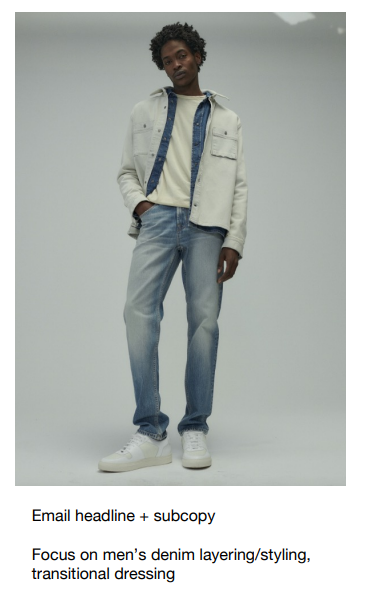 Email headline + subcopy
Focus on men’s denim layering/styling,
transitional dressing